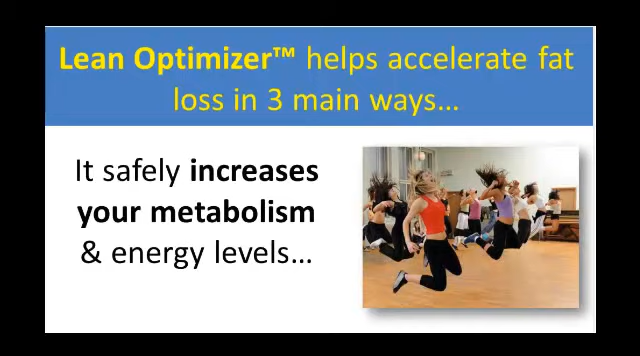 Lean Optimizer™ helps accelerate fat
loss in 3 main ways…
It safely increases
your metabolism
& energy levels…